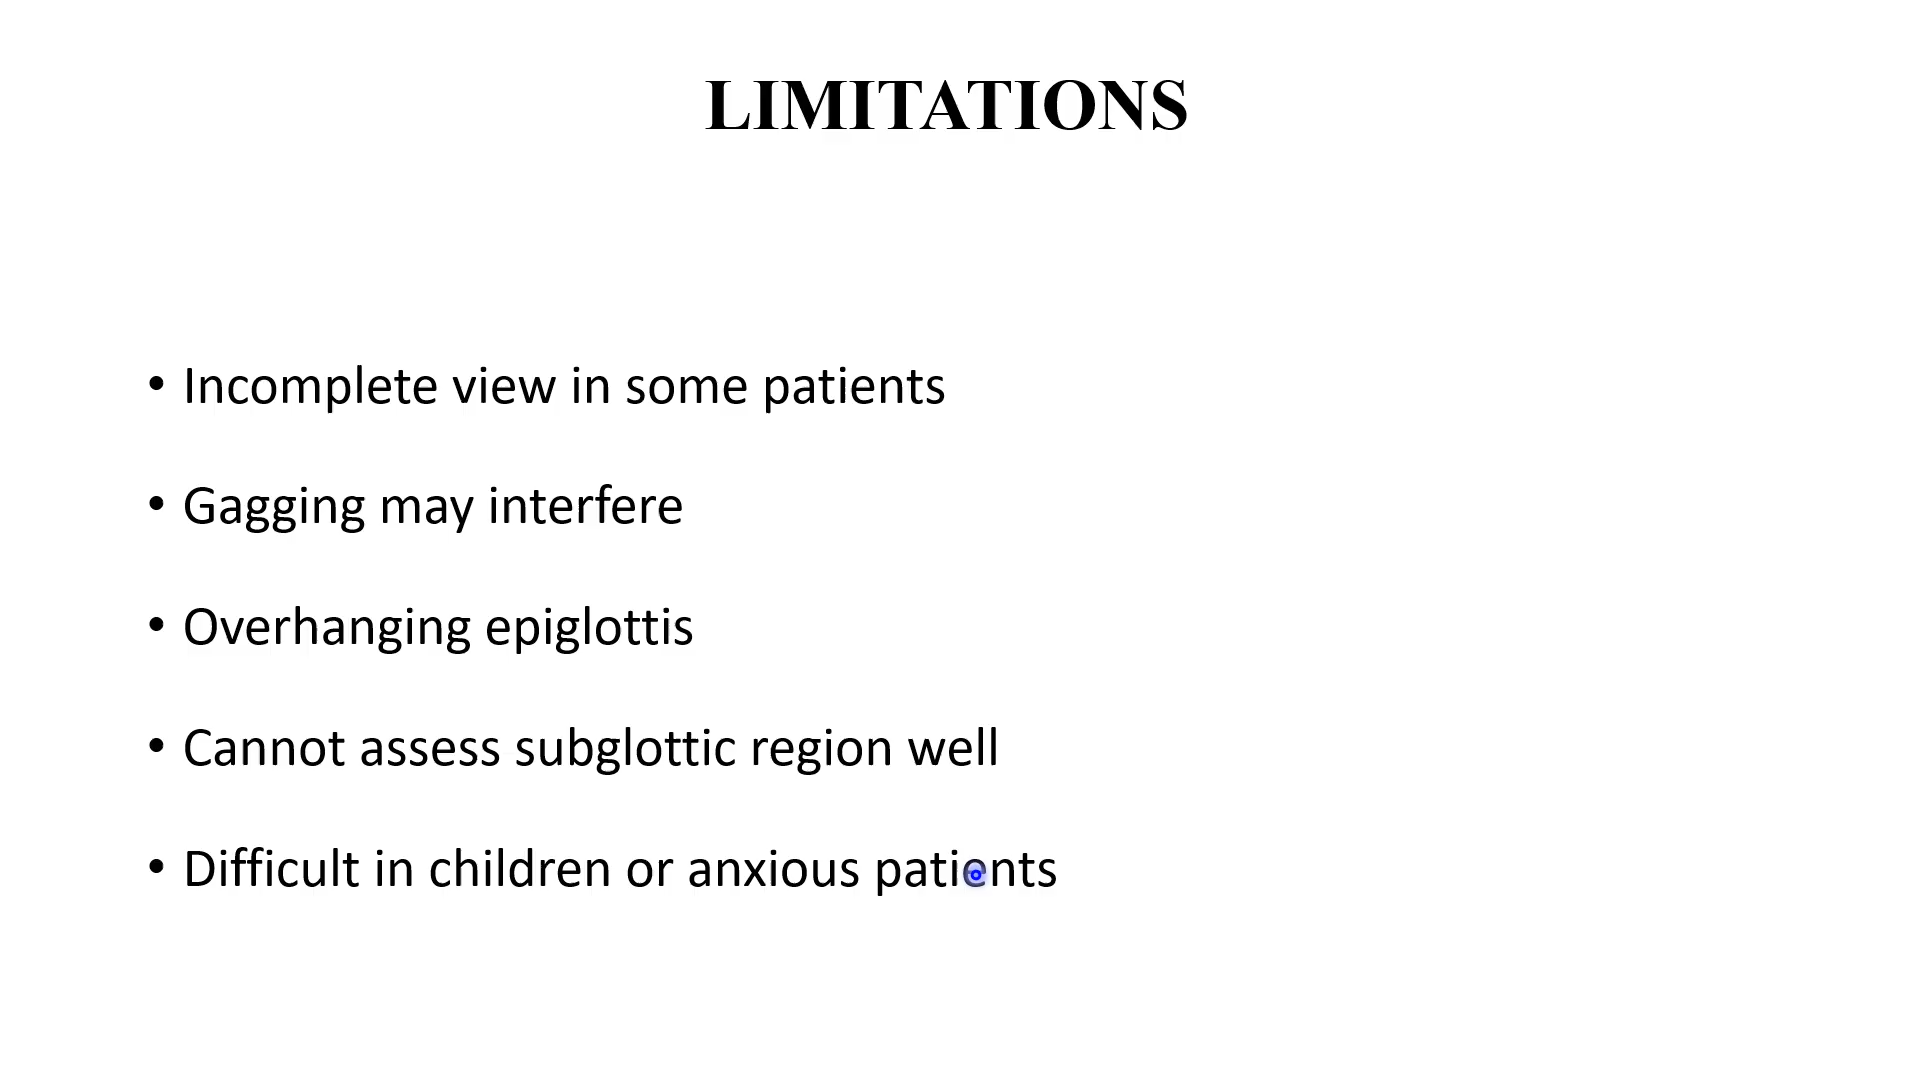 LIMITATIONS
• Incomplete view in some patients
• Gagging may interfere
• Overhanging epiglottis
• Cannot assess subglottic region well
• Difficult in children or anxious patients